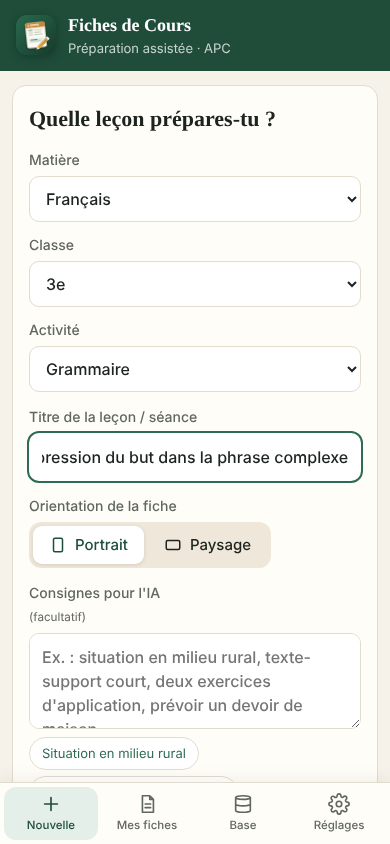 Fiches de Cours
Préparation assistée · APC
Quelle leçon prépares-tu ?
Matière
Français
Classe
3e
Activité
Grammaire
Titre de la leçon / séance
pression du but dans la phrase complexe
Orientation de la fiche
Portrait
Paysage
Consignes pour l'IA
(facultatif)
Ex. : situation en milieu rural, texte-
support court, deux exercices
d'application, prévoir un devoir de
maison
Situation en milieu rural
Nouvelle
Mes fiches
Base
Réglages